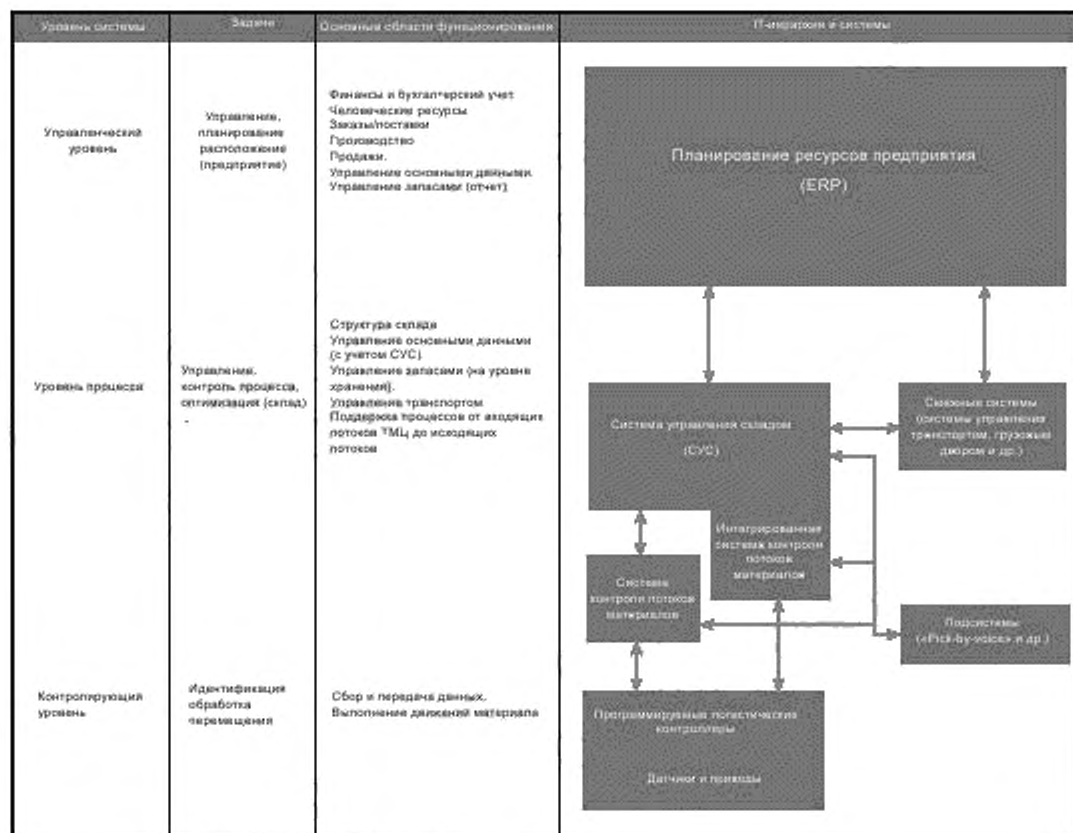 Уровень системы
Задачи
Основные области функционирования
IT-иерархия и системы
Управленческий
уровень
Управление,
планирование
расположение
(предприятие)
Финансы и бухгалтерский учет
Человеческие ресурсы
Заказы/поставки
Производство
Продажи.
Управление основными данными.
Управление запасами (отчет)
Планирование ресурсов предприятия
(ERP)
Уровень процесса
Управление,
контроль процесса,
оптимизация (склад)
-
Структура склада
Управление основными данными
(с учетом СУС)
Управление запасами (на уровне
хранения).
Управление транспортом
Поддержка процессов от входящих
потоков ТМЦ до исходящих
потоков
Система управления складом
(СУС)
Смежные системы
(системы управления
транспортом, грузовым
двором и др.)
Интегрированная
система контроля
потоков
материалов
Система
контроля потоков
материалов
Подсистемы
(«Pick-by-voice» и др.)
Контролирующий
уровень
Идентификация
обработка
перемещения
Сбор и передача данных.
Выполнение движений материала
Программируемые логистические
контроллеры
Датчики и приводы